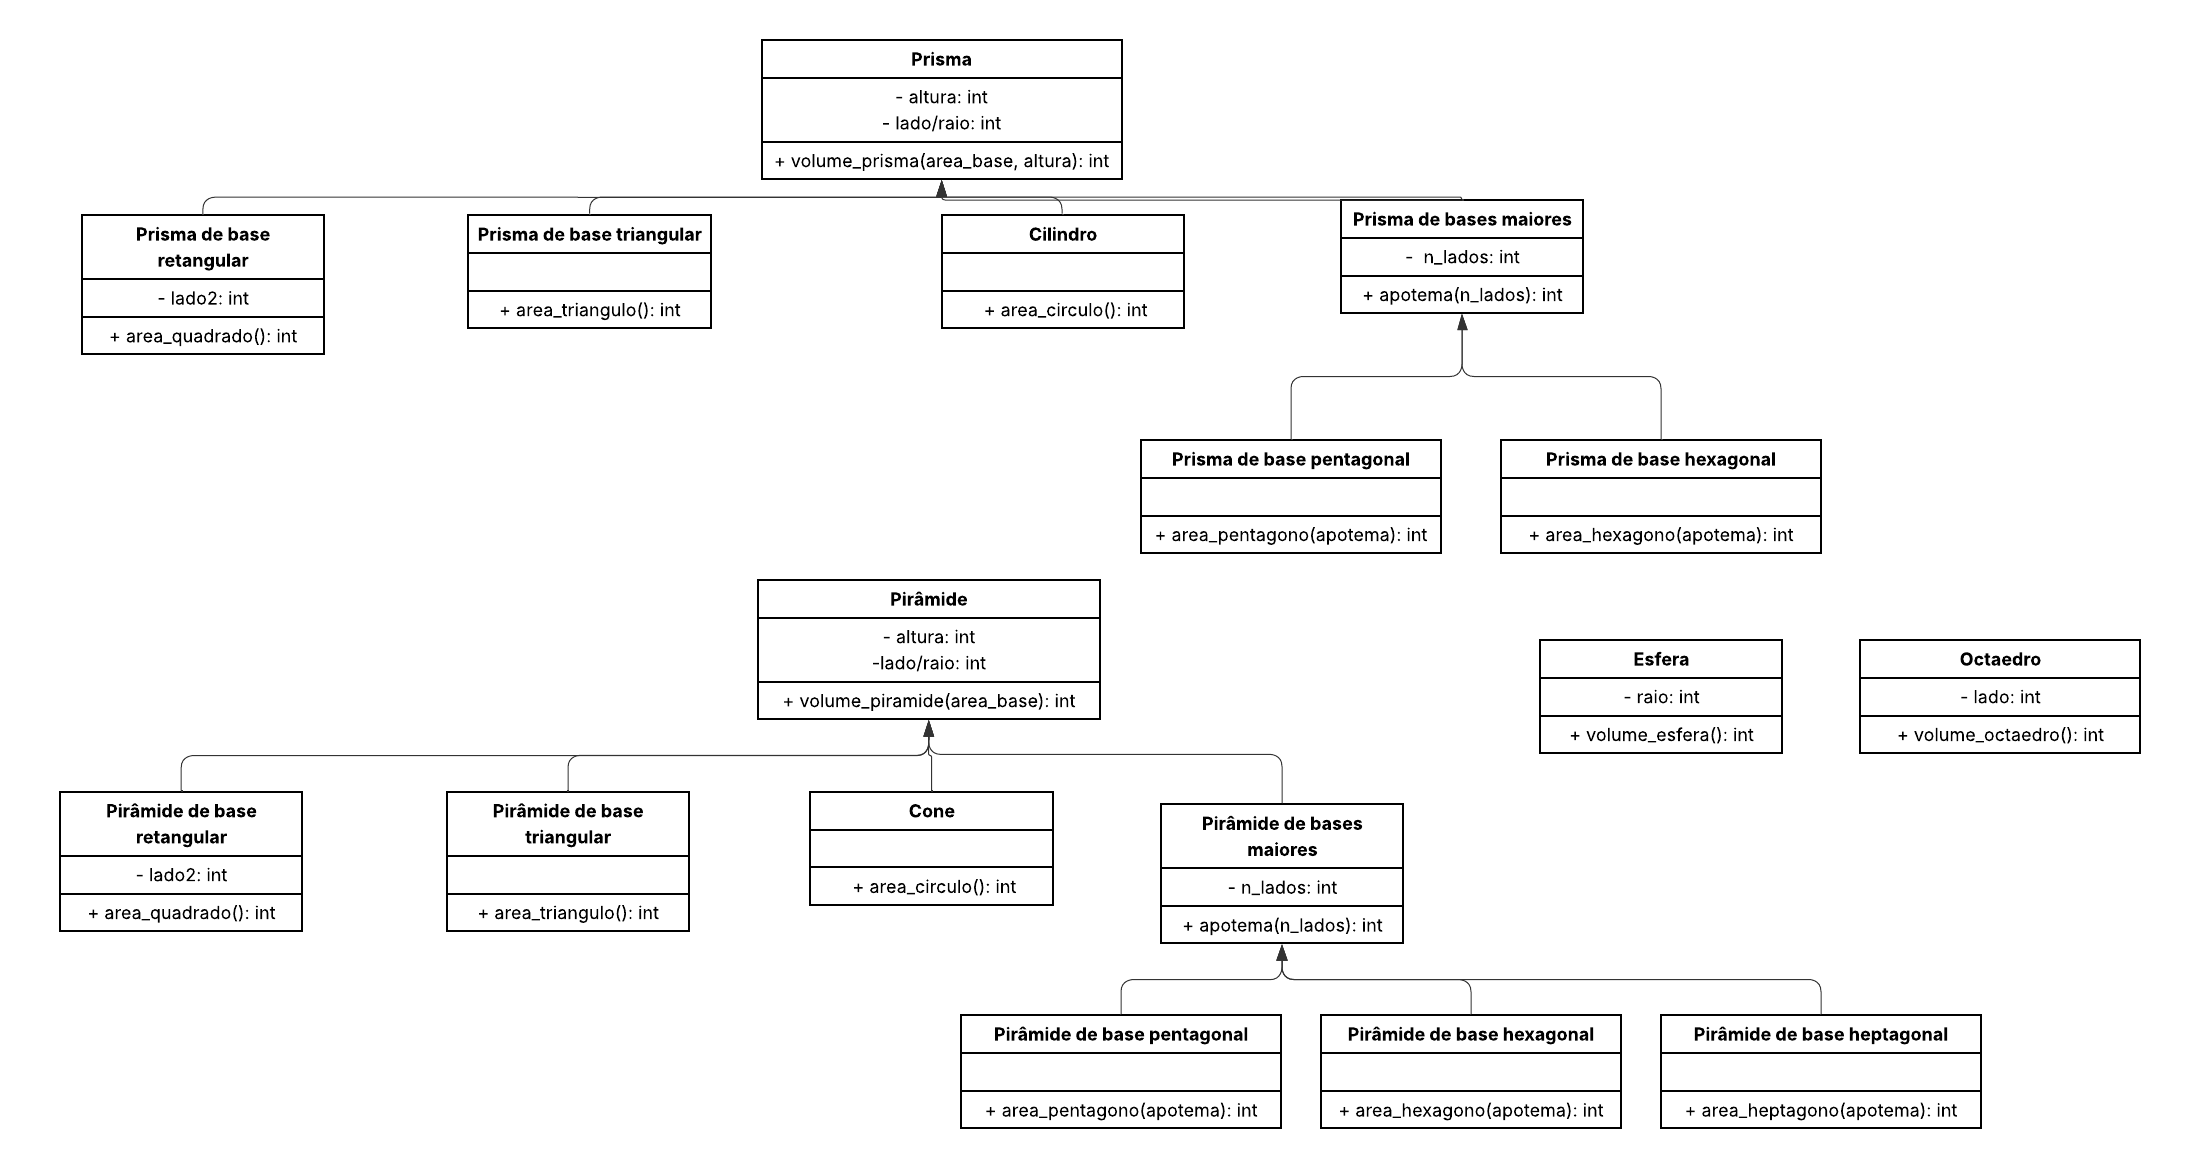 Prisma
- altura: int
- lado/raio: int
+ volume_prisma(area_base, altura): int
Prisma de base
retangular
- lado2: int
+ area_quadrado(): int
Prisma de base triangular
+ area_triangulo(): int
Cilindro
+ area_circulo(): int
Prisma de bases maiores
- n_lados: int
+ apotema(n_lados): int
Prisma de base pentagonal
+ area_pentagono(apotema): int
Prisma de base hexagonal
+ area_hexagono(apotema): int
Pirâmide
- altura: int
-lado/raio: int
+ volume_piramide(area_base): int
Esfera
- raio: int
+ volume_esfera(): int
Octaedro
- lado: int
+ volume_octaedro(): int
Pirâmide de base
retangular
- lado2: int
+ area_quadrado(): int
Pirâmide de base
triangular
+ area_triangulo(): int
Cone
+ area_circulo(): int
Pirâmide de bases
maiores
- n_lados: int
+ apotema(n_lados): int
Pirâmide de base pentagonal
+ area_pentagono(apotema): int
Pirâmide de base hexagonal
+ area_hexagono(apotema): int
Pirâmide de base heptagonal
+ area_heptagono(apotema): int